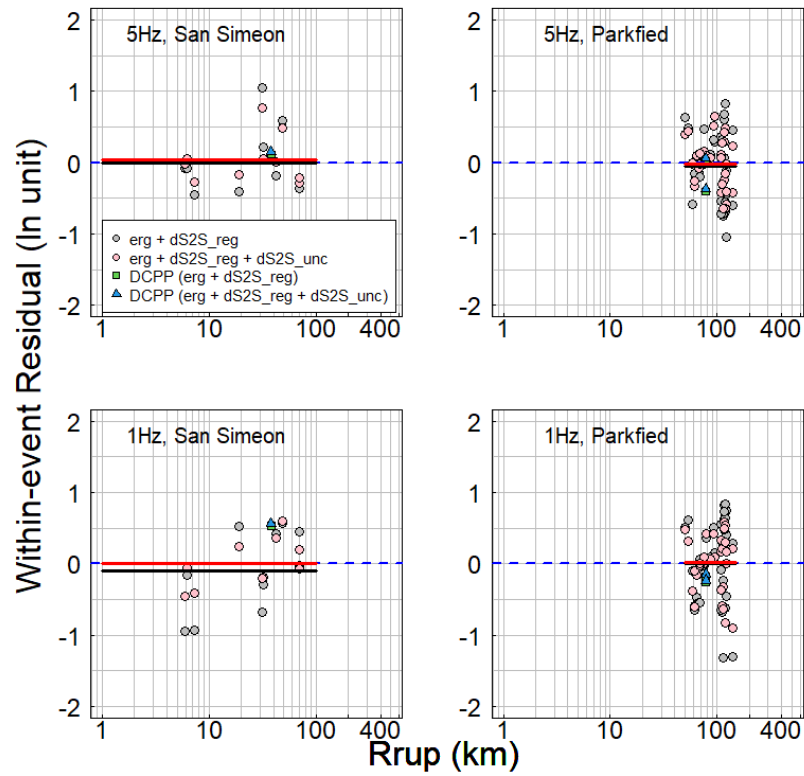 5Hz, San Simeon
2
1
0
-1
-2
erg + dS2S_reg
erg + dS2S_reg + dS2S_unc
DCPP (erg + dS2S_reg)
DCPP (erg + dS2S_reg + dS2S_unc)
1 10 100 400
5Hz, Parkfied
2
1
0
-1
-2
1 10 100 400
1Hz, San Simeon
2
1
0
-1
-2
1 10 100 400
1Hz, Parkfied
2
1
0
-1
-2
1 10 100 400
Within-event Residual (ln unit)
Rrup (km)